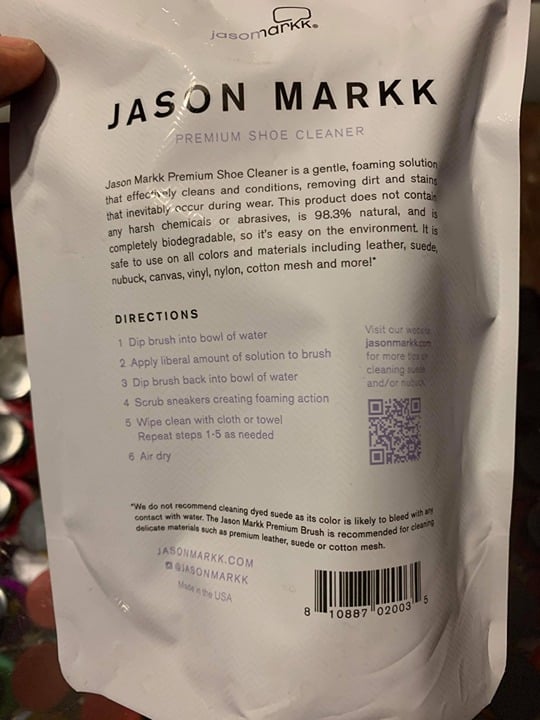 jasonmarkk®
JASON MARKK
PREMIUM SHOE CLEANER
Jason Markk Premium Shoe Cleaner is a gentle, foaming solution
that effectively cleans and conditions, removing dirt and stains
that inevitably occur during wear. This product does not contain
any harsh chemicals or abrasives, is 98.3% natural, and is
completely biodegradable, so it's easy on the environment. It is
safe to use on all colors and materials including leather, suede,
nubuck, canvas, vinyl, nylon, cotton mesh and more!*
DIRECTIONS
1 Dip brush into bowl of water
2 Apply liberal amount of solution to brush
3 Dip brush back into bowl of water
4 Scrub sneakers creating foaming action
5 Wipe clean with cloth or towel
Repeat steps 1-5 as needed
6 Air dry
Visit our website
jasonmarkk.com
for more tips on
cleaning suede
and/or nubuck
*We do not recommend cleaning dyed suede as its color is likely to bleed with any
contact with water. The Jason Markk Premium Brush is recommended for cleaning
delicate materials such as premium leather, suede or cotton mesh.
JASONMARKK.COM
@JASONMARKK
Made in the USA
8 10887 02003 5